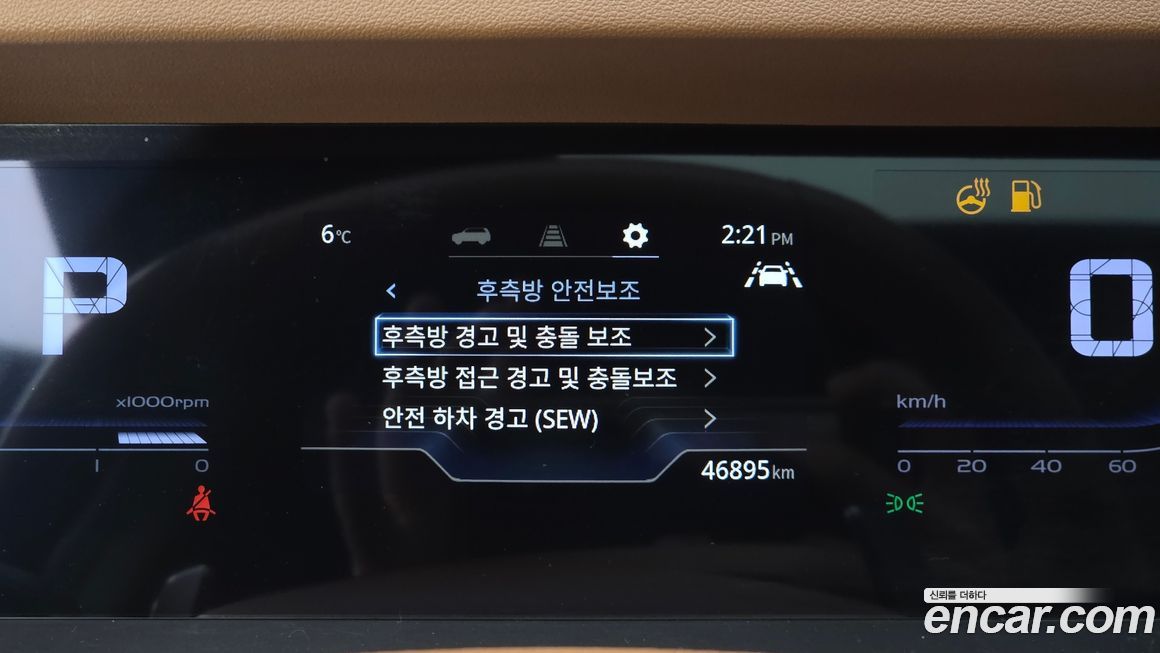 6℃
2:21 PM
후측방 안전보조
P
0
후측방 경고 및 충돌 보조
후측방 접근 경고 및 충돌보조
안전 하차 경고 (SEW)
x1000rpm
km/h
1 0
46895 km
0 20 40 60
신뢰를 더하다
encar.com